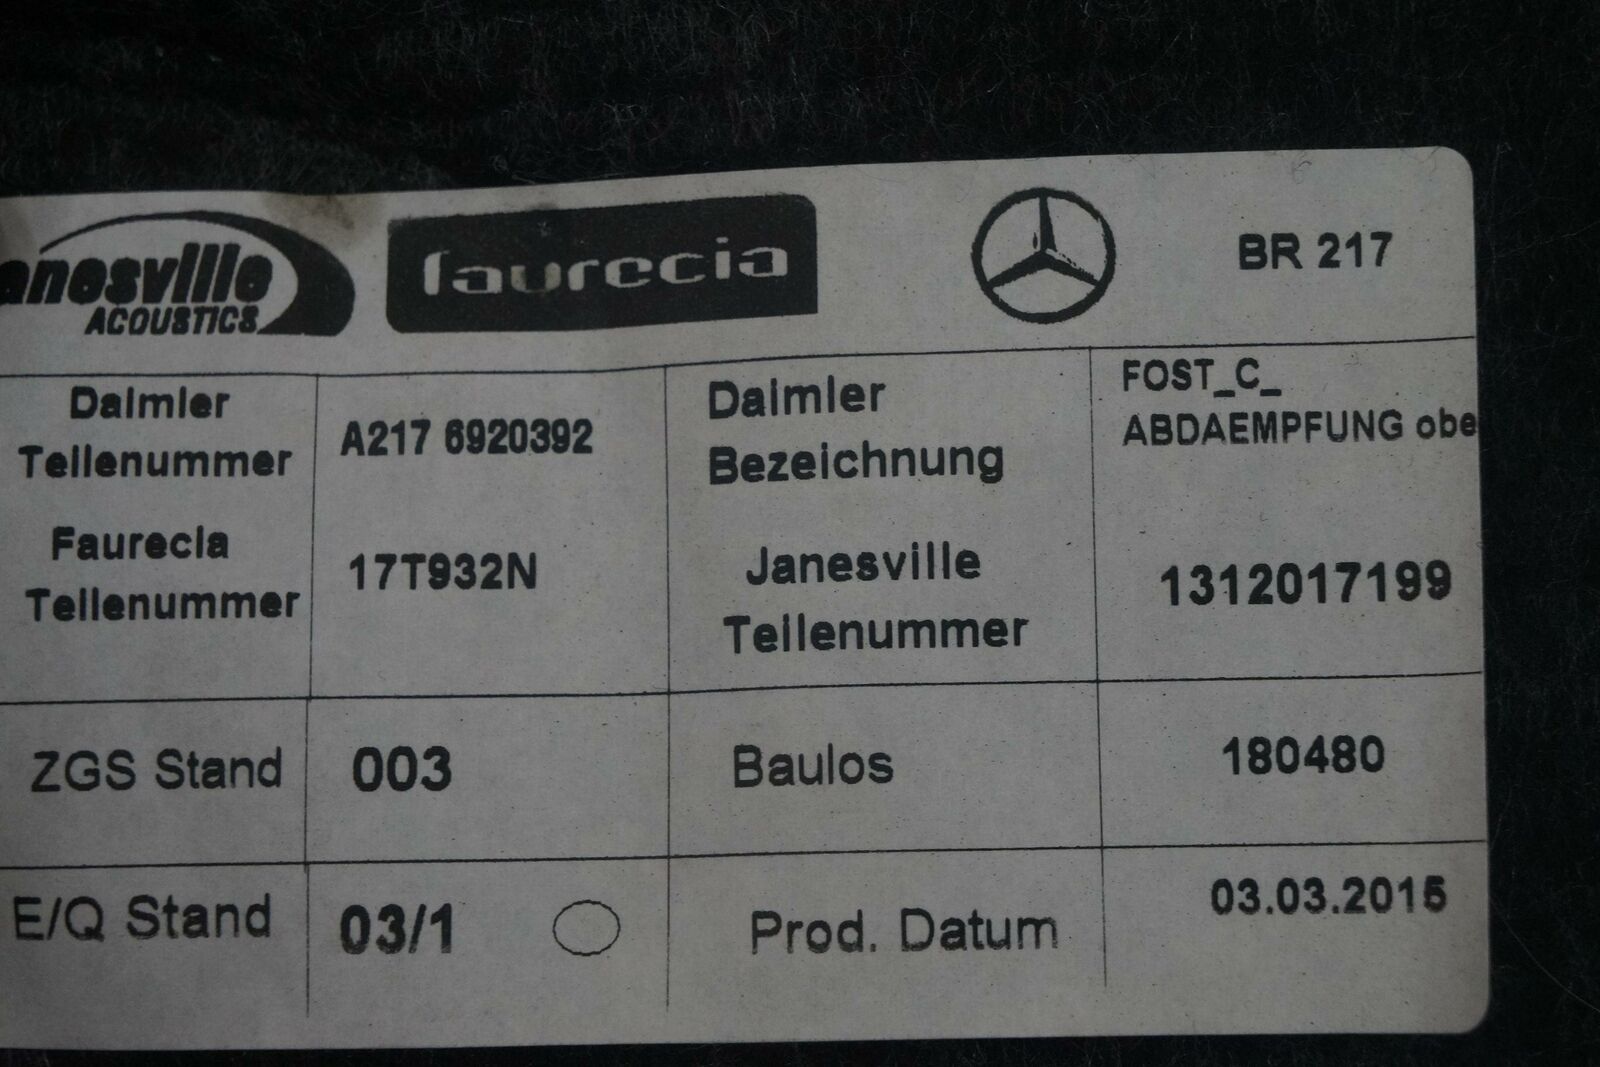 anesville
ACOUSTICS
faurecia
BR 217
Daimler
Teilenummer
A217 6920392
Daimler
Bezeichnung
FOST_C_
ABDAEMPFUNG obe
Faurecia
Teilenummer
17T932N
Janesville
Teilenummer
1312017199
ZGS Stand
003
Baulos
180480
E/Q Stand
03/1
Prod. Datum
03.03.2015